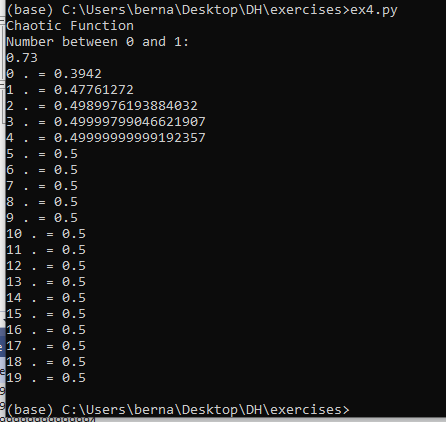 (base) C:\Users\berna\Desktop\DH\exercises>ex4.py
Chaotic Function
Number between 0 and 1:
0.73
0 . = 0.3942
1 . = 0.47761272
2 . = 0.4989976193884032
3 . = 0.49999799046621907
4 . = 0.49999999999192357
5 . = 0.5
6 . = 0.5
7 . = 0.5
8 . = 0.5
9 . = 0.5
10 . = 0.5
11 . = 0.5
12 . = 0.5
13 . = 0.5
14 . = 0.5
15 . = 0.5
16 . = 0.5
17 . = 0.5
18 . = 0.5
19 . = 0.5
(base) C:\Users\berna\Desktop\DH\exercises>